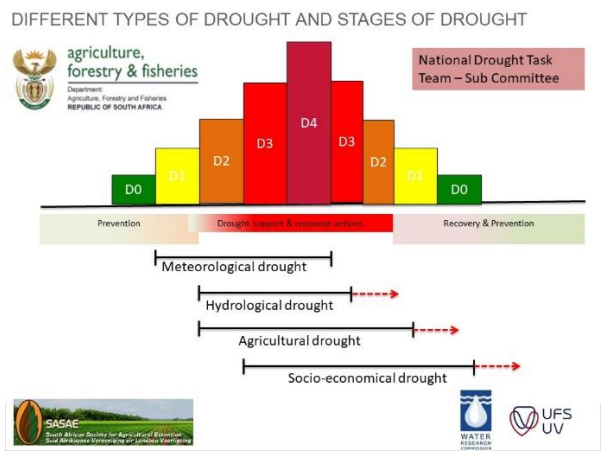 DIFFERENT TYPES OF DROUGHT AND STAGES OF DROUGHT
agriculture,
forestry & fisheries
Department:
Agriculture, Forestry and Fisheries
REPUBLIC OF SOUTH AFRICA
National Drought Task
Team – Sub Committee
D0
D1
D2
D3
D4
D3
D2
D1
D0
Prevention
Drought support & response actions
Recovery & Prevention
Meteorological drought
Hydrological drought
Agricultural drought
Socio-economical drought
SASAE
South African Society for Agricultural Extention
Suid Afrikaanse Vereniging vir Landbou Voorligting
WATER
RESEARCH
COMMISSION
UFS
UV